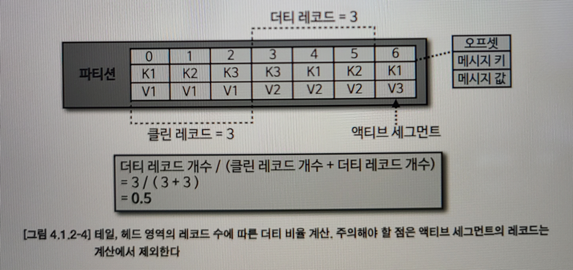 더티 레코드 = 3
0 1 2 3 4 5 6
파티션 K1 K2 K3 K3 K1 K2 K1
V1 V1 V1 V2 V2 V2 V3
오프셋
메시지 키
메시지 값
클린 레코드 = 3
액티브 세그먼트
더티 레코드 개수 / (클린 레코드 개수 + 더티 레코드 개수)
= 3 / ( 3 + 3 )
= 0.5
[그림 4.1.2-4] 테일, 헤드 영역의 레코드 수에 따른 더티 비율 계산. 주의해야 할 점은 액티브 세그먼트의 레코드는
계산에서 제외한다